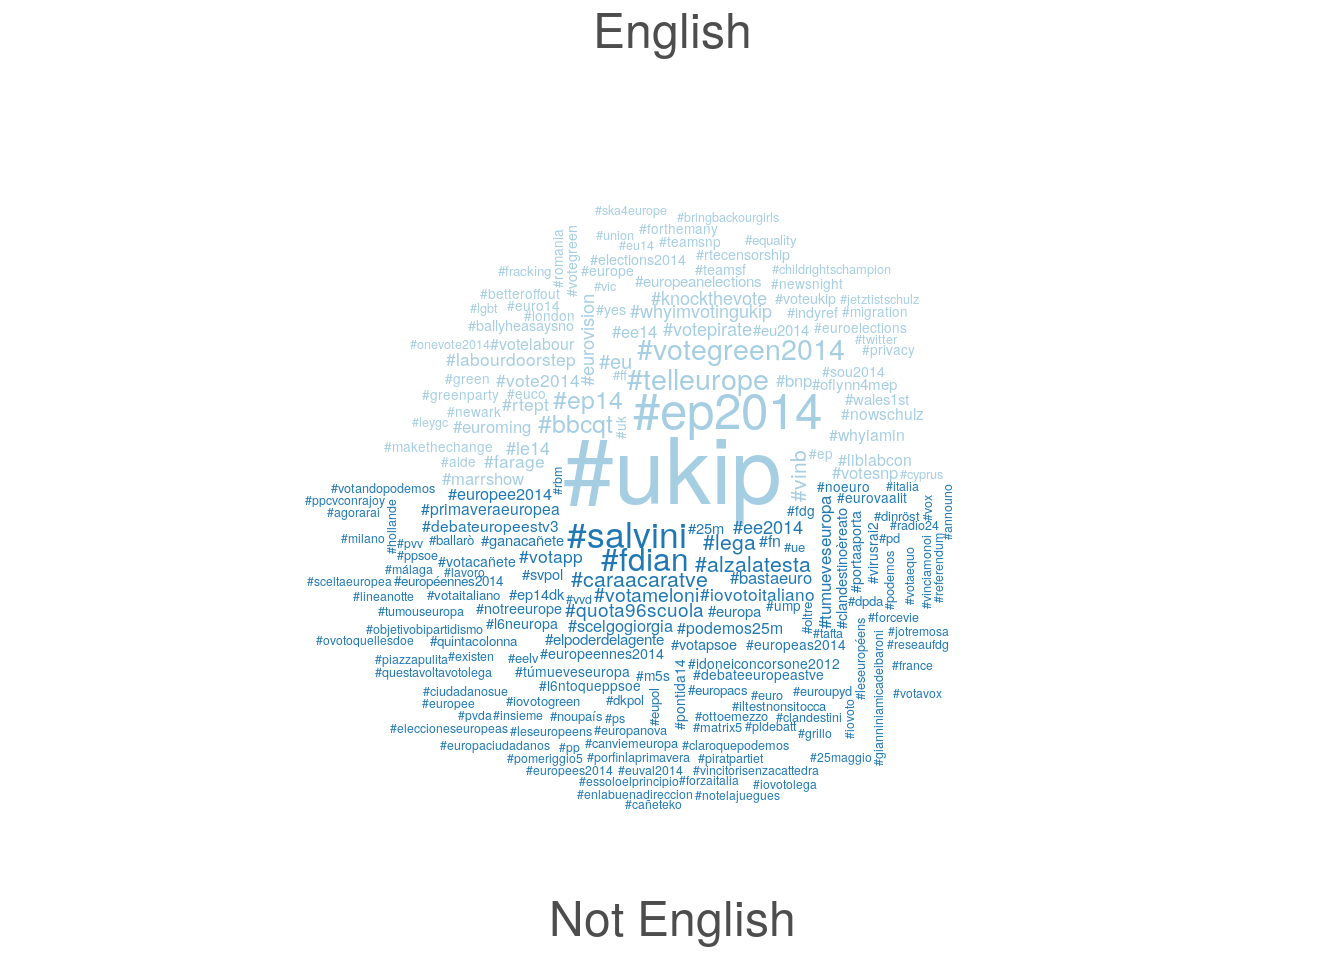 English
#ska4europe
#bringbackourgirls
#forthemany
#union
#eu14
#teamsnp
#equality
#romania
#votegreen
#elections2014
#rtecensorship
#fracking
#europe
#teamsf
#childrightschampion
#vic
#europeanelections
#newsnight
#betteroffout
#knockthevote
#voteukip
#jetztistschulz
#lgbt
#euro14
#london
#eurovision
#yes
#whyimvotingukip
#indyref
#migration
#ballyheasaysno
#ee14
#votepirate
#eu2014
#euroelections
#onevote2014
#votelabour
#votegreen2014
#twitter
#privacy
#labourdoorstep
#eu
#green
#vote2014
#ff
#telleurope
#bnp
#sou2014
#oflynn4mep
#greenparty
#euco
#rtept
#ep14
#ep2014
#wales1st
#newark
#nowschulz
#leygc
#euroming
#bbcqt
#uk
#whyiamin
#makethechange
#le14
#ukip
#vinb
#ep
#liblabcon
#alde
#farage
#votesnp
#cyprus
#marrshow
#rbm
#votandopodemos
#europee2014
#noeuro
#italia
#ppcvconrajoy
#eurovaalit
#vox
#announo
#agorarai
#hollande
#primaveraeuropea
#fdg
#dinröst
#debateuropeestv3
#salvini
#25m
#ee2014
#tumueveseuropa
#clandestinoèreato
#portaaporta
#virusrai2
#radio24
#milano
#pvv
#ballarò
#ganacañete
#lega
#fn
#ue
#pd
#ppsoe
#votacañete
#votapp
#fdian
#alzalatesta
#podemos
#votaequo
#vinciamonoi
#referendum
#málaga
#lavoro
#svpol
#caraacaratve
#bastaeuro
#sceltaeuropea
#européennes2014
#lineanotte
#votaitaliano
#ep14dk
#vvd
#votameloni
#iovotoitaliano
#dpda
#tumouseuropa
#notreeurope
#quota96scuola
#europa
#ump
#oltre
#forcevie
#objetivobipartidismo
#l6neuropa
#scelgogiorgia
#podemos25m
#tafta
#jotremosa
#ovotoquellesdoe
#quintacolonna
#elpoderdelagente
#votapsoe
#europeas2014
#leseuropéens
#gianniniamicadeibaroni
#reseaufdg
#piazzapulita
#existen
#eelv
#europeennes2014
#idoneiconcorsone2012
#france
#questavoltavotolega
#túmueveseuropa
#m5s
#pontida14
#debateeuropeastve
#ciudadanosue
#l6ntoqueppsoe
#europacs
#euro
#euroupyd
#votavox
#europee
#iovotogreen
#dkpol
#eupol
#iltestnonsitocca
#pvda
#insieme
#noupaís
#ps
#ottoemezzo
#clandestini
#iovoto
#eleccioneseuropeas
#leseuropeens
#europanova
#matrix5
#pldebatt
#grillo
#europaciudadanos
#pp
#canviemeuropa
#claroquepodemos
#pomeriggio5
#porfinlaprimavera
#piratpartiet
#25maggio
#europees2014
#euval2014
#vincitorisenzacattedra
#essoloelprincipio
#forzaitalia
#iovotolega
#enlabuenadireccion
#notelajuegues
#cañeteko
Not English